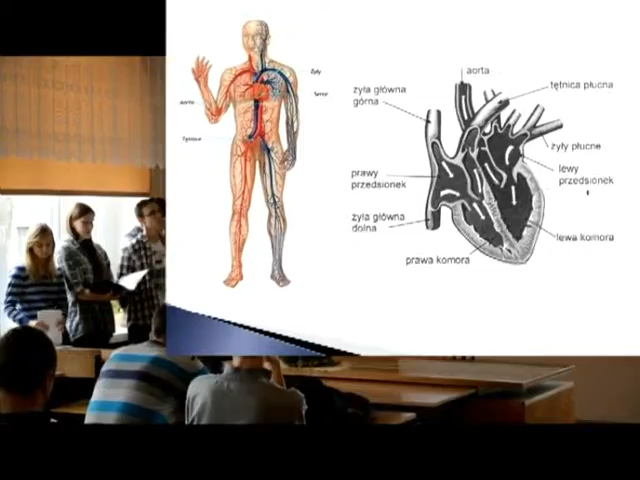 Żyły
Serce
Aorta
Tętnice
aorta
tętnica płucna
żyła główna
górna
żyły płucne
lewy
przedsionek
prawy
przedsionek
żyła główna
dolna
lewa komora
prawa komora